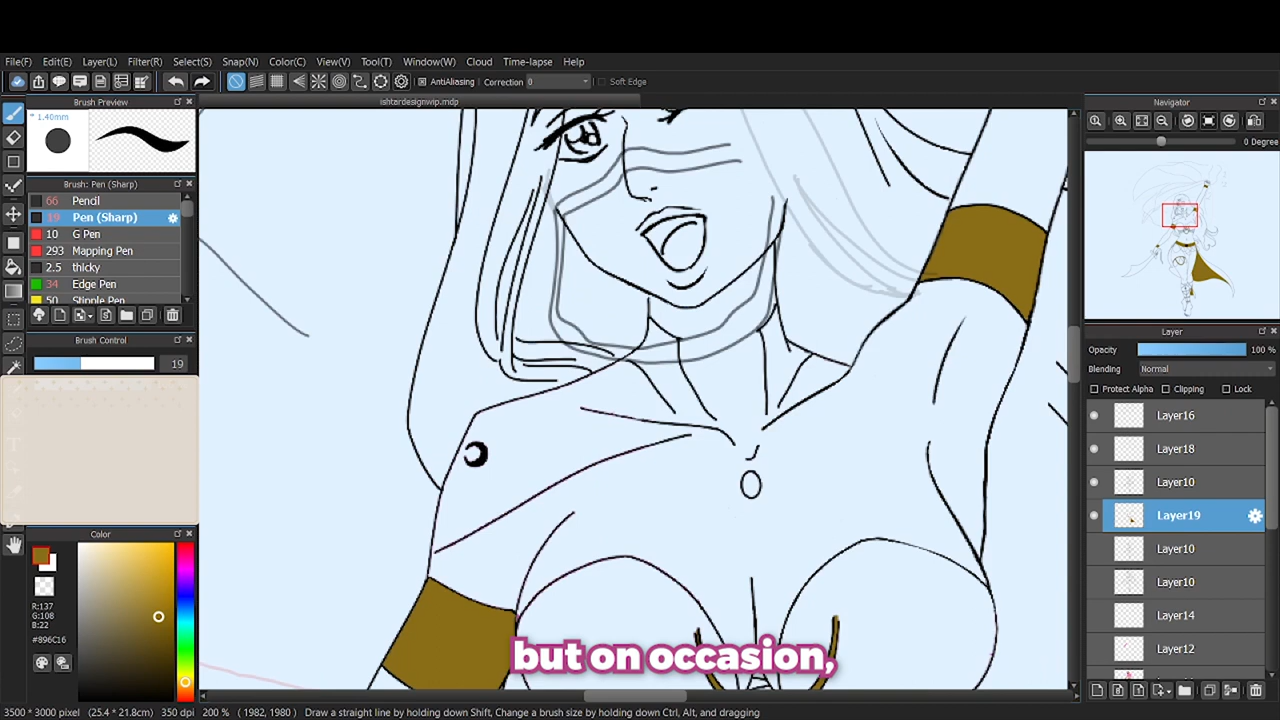 File(F) Edit(E) Layer(L) Filter(R) Select(S) Snap(N) Color(C) View(V) Tool(T) Window(W) Cloud Time-lapse Help
AntiAliasing Correction 0 Soft Edge
Brush Preview
ishtardesignwip.mdp
Navigator
* 1.40mm
0 Degree
Brush: Pen (Sharp)
66 Pencil
19 Pen (Sharp)
10 G Pen
293 Mapping Pen
2.5 thicky
34 Edge Pen
50 Stipple Pen
Brush Control
19
Layer
Opacity 100 %
Blending Normal
Protect Alpha Clipping Lock
Layer16
Layer18
Layer10
Layer19
Layer10
Layer10
Layer14
Layer12
Color
R:137
G:108
B:22
#896C16
but on occasion,
3500 * 3000 pixel (25.4 * 21.8cm) 350 dpi 200 % ( 1982, 1980 ) Draw a straight line by holding down Shift, Change a brush size by holding down Ctrl, Alt, and dragging